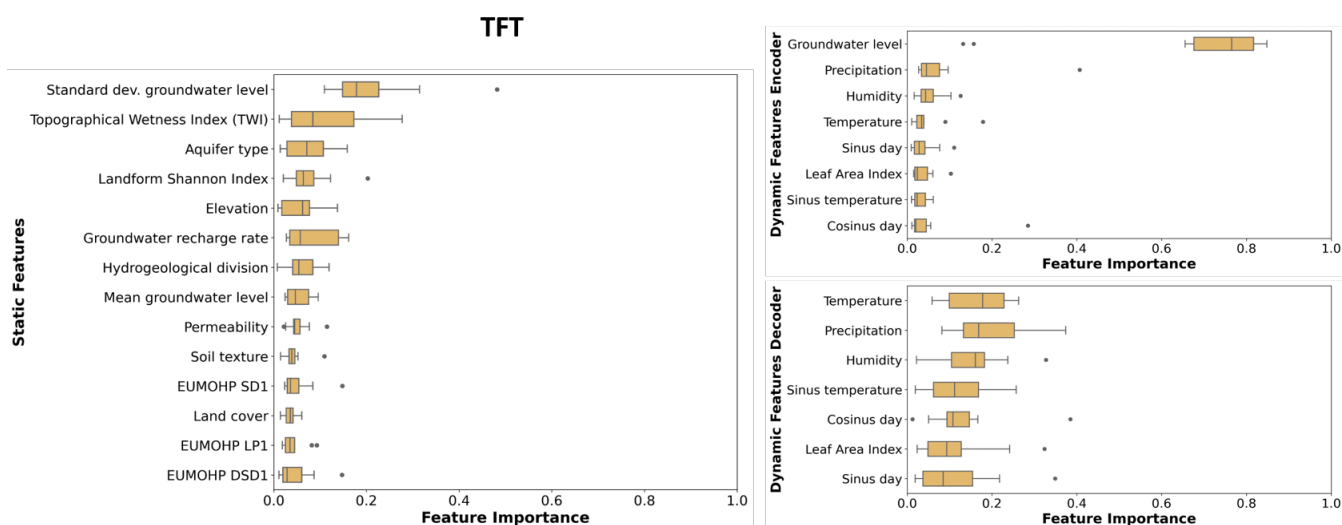 TFT
Static Features
Standard dev. groundwater level
Topographical Wetness Index (TWI)
Aquifer type
Landform Shannon Index
Elevation
Groundwater recharge rate
Hydrogeological division
Mean groundwater level
Permeability
Soil texture
EUMOHP SD1
Land cover
EUMOHP LP1
EUMOHP DSD1
0.0 0.2 0.4 0.6 0.8 1.0
Feature Importance
Dynamic Features Encoder
Groundwater level
Precipitation
Humidity
Temperature
Sinus day
Leaf Area Index
Sinus temperature
Cosinus day
0.0 0.2 0.4 0.6 0.8 1.0
Feature Importance
Dynamic Features Decoder
Temperature
Precipitation
Humidity
Sinus temperature
Cosinus day
Leaf Area Index
Sinus day
0.0 0.2 0.4 0.6 0.8 1.0
Feature Importance